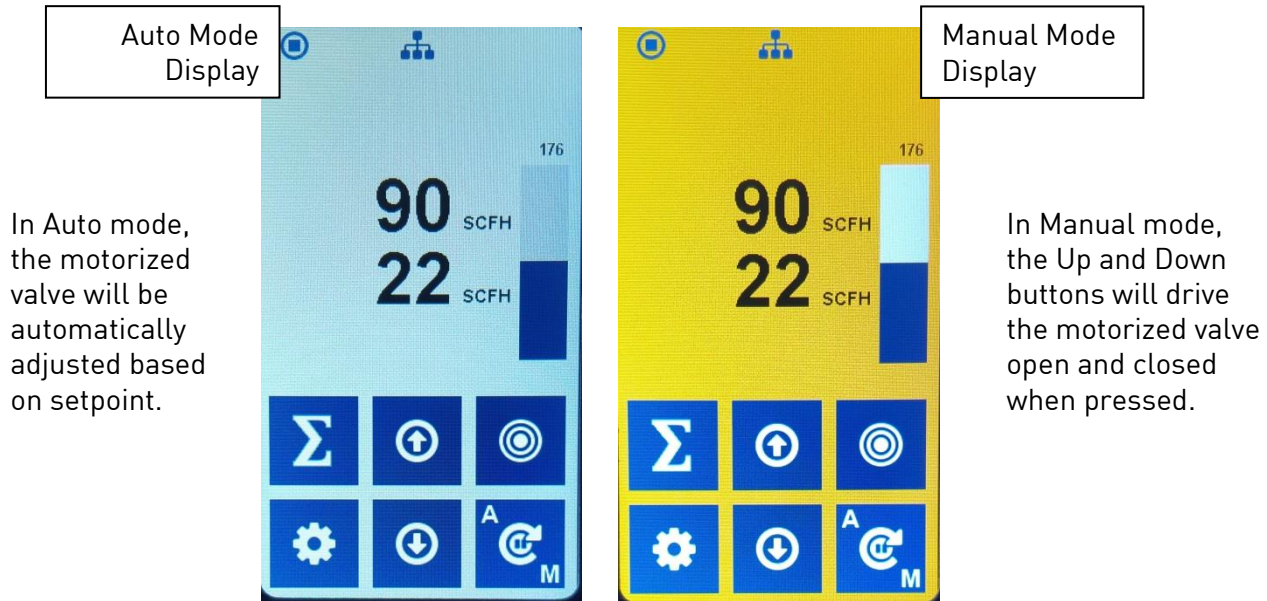 Auto Mode
Display
Manual Mode
Display
In Auto mode,
the motorized
valve will be
automatically
adjusted based
on setpoint.
176
90 SCFH
22 SCFH
Σ
A
M
176
90 SCFH
22 SCFH
Σ
A
M
In Manual mode,
the Up and Down
buttons will drive
the motorized valve
open and closed
when pressed.